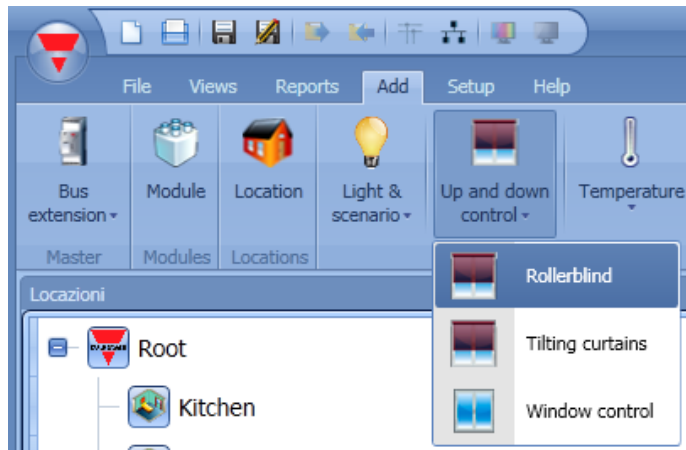 File Views Reports Add Setup Help
Bus extension
Module
Location
Light & scenario
Up and down control
Temperature
Master Modules Locations
Rollerblind
Locazioni
Root
Tilting curtains
Kitchen
Window control